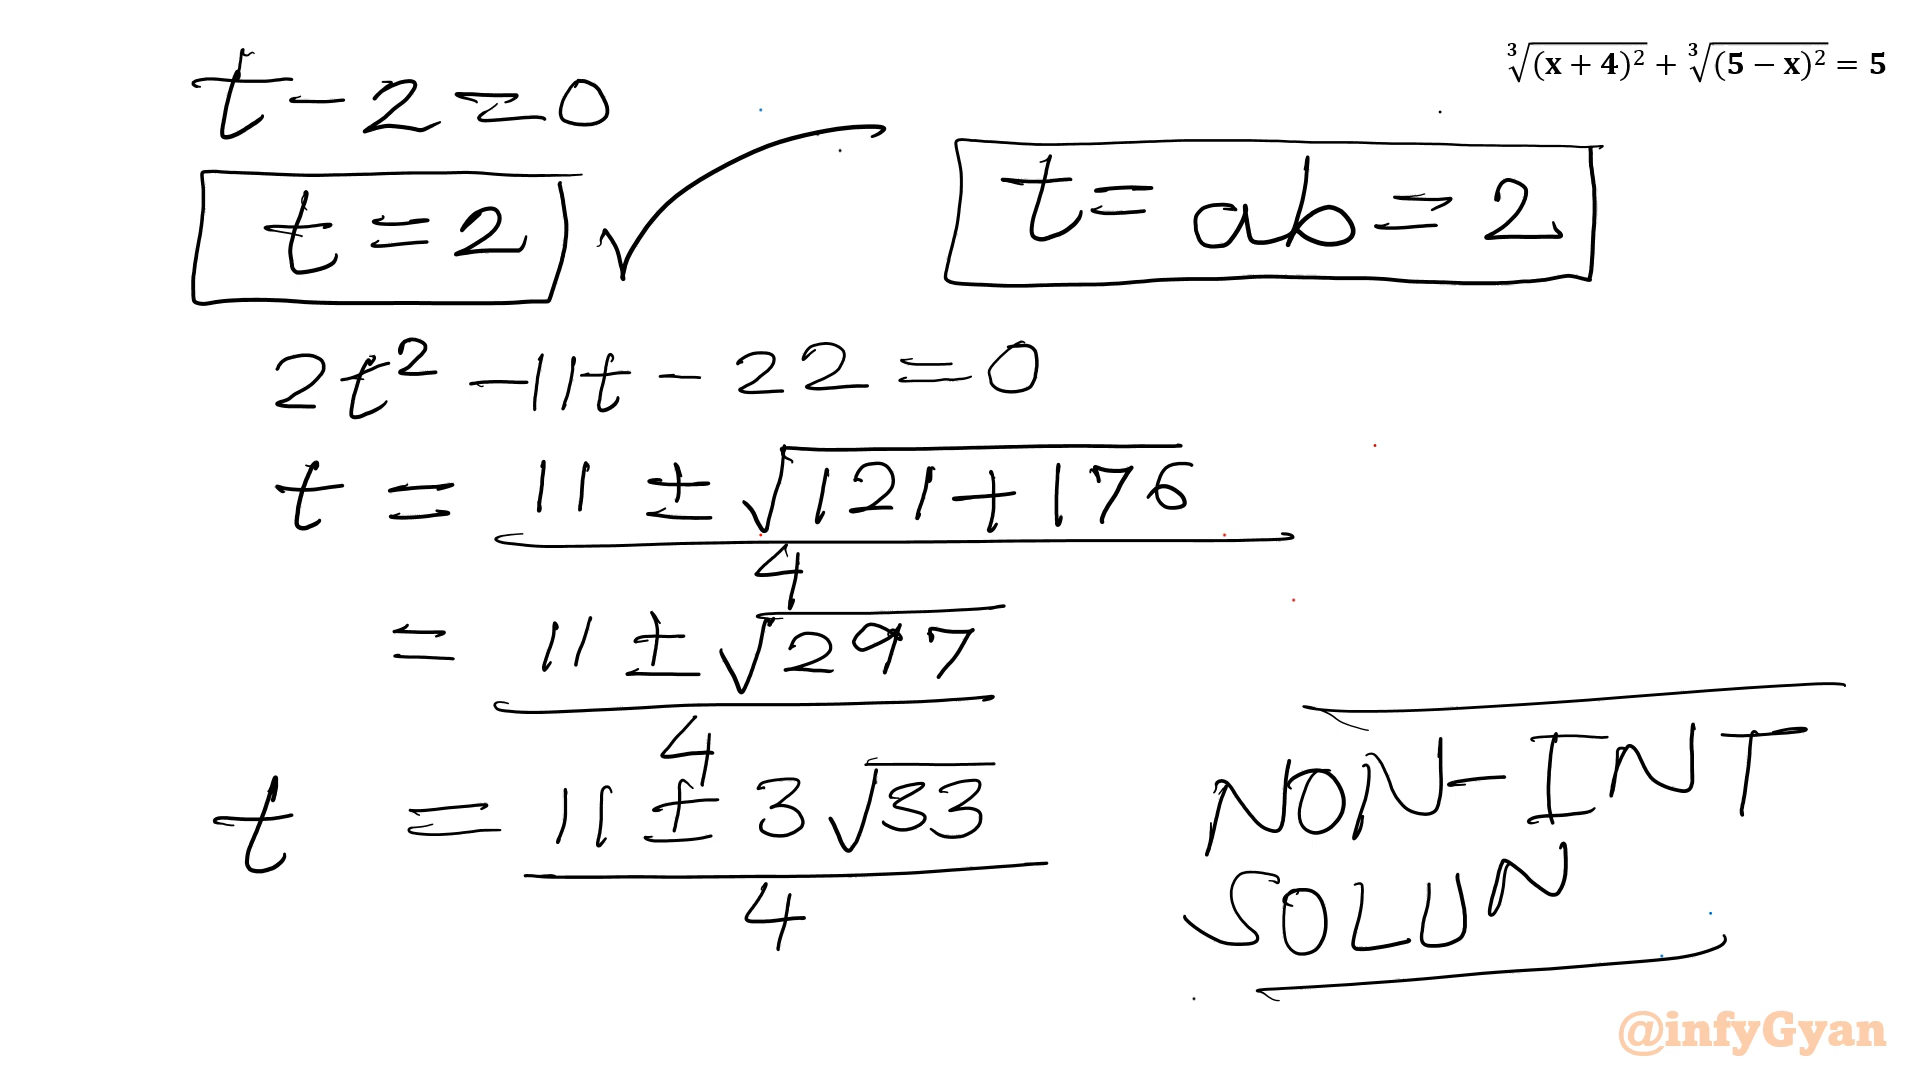 ∛(x + 4)² + ∛(5 − x)² = 5
t − 2 = 0
t = 2
t = ab = 2
2t² − 11t − 22 = 0
t = (11 ± √(121 + 176)) / 4
= (11 ± √297) / 4
t = (11 ± 3√33) / 4
NON-INT
SOLUN
@infyGyan